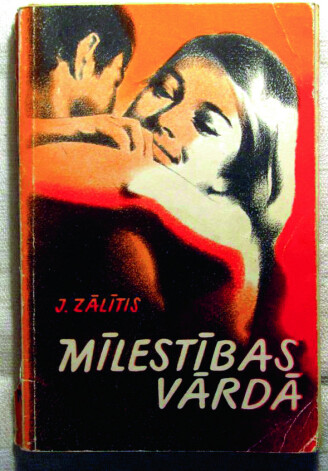 J. ZĀLĪTIS
MĪLESTĪBAS
VĀRDĀ